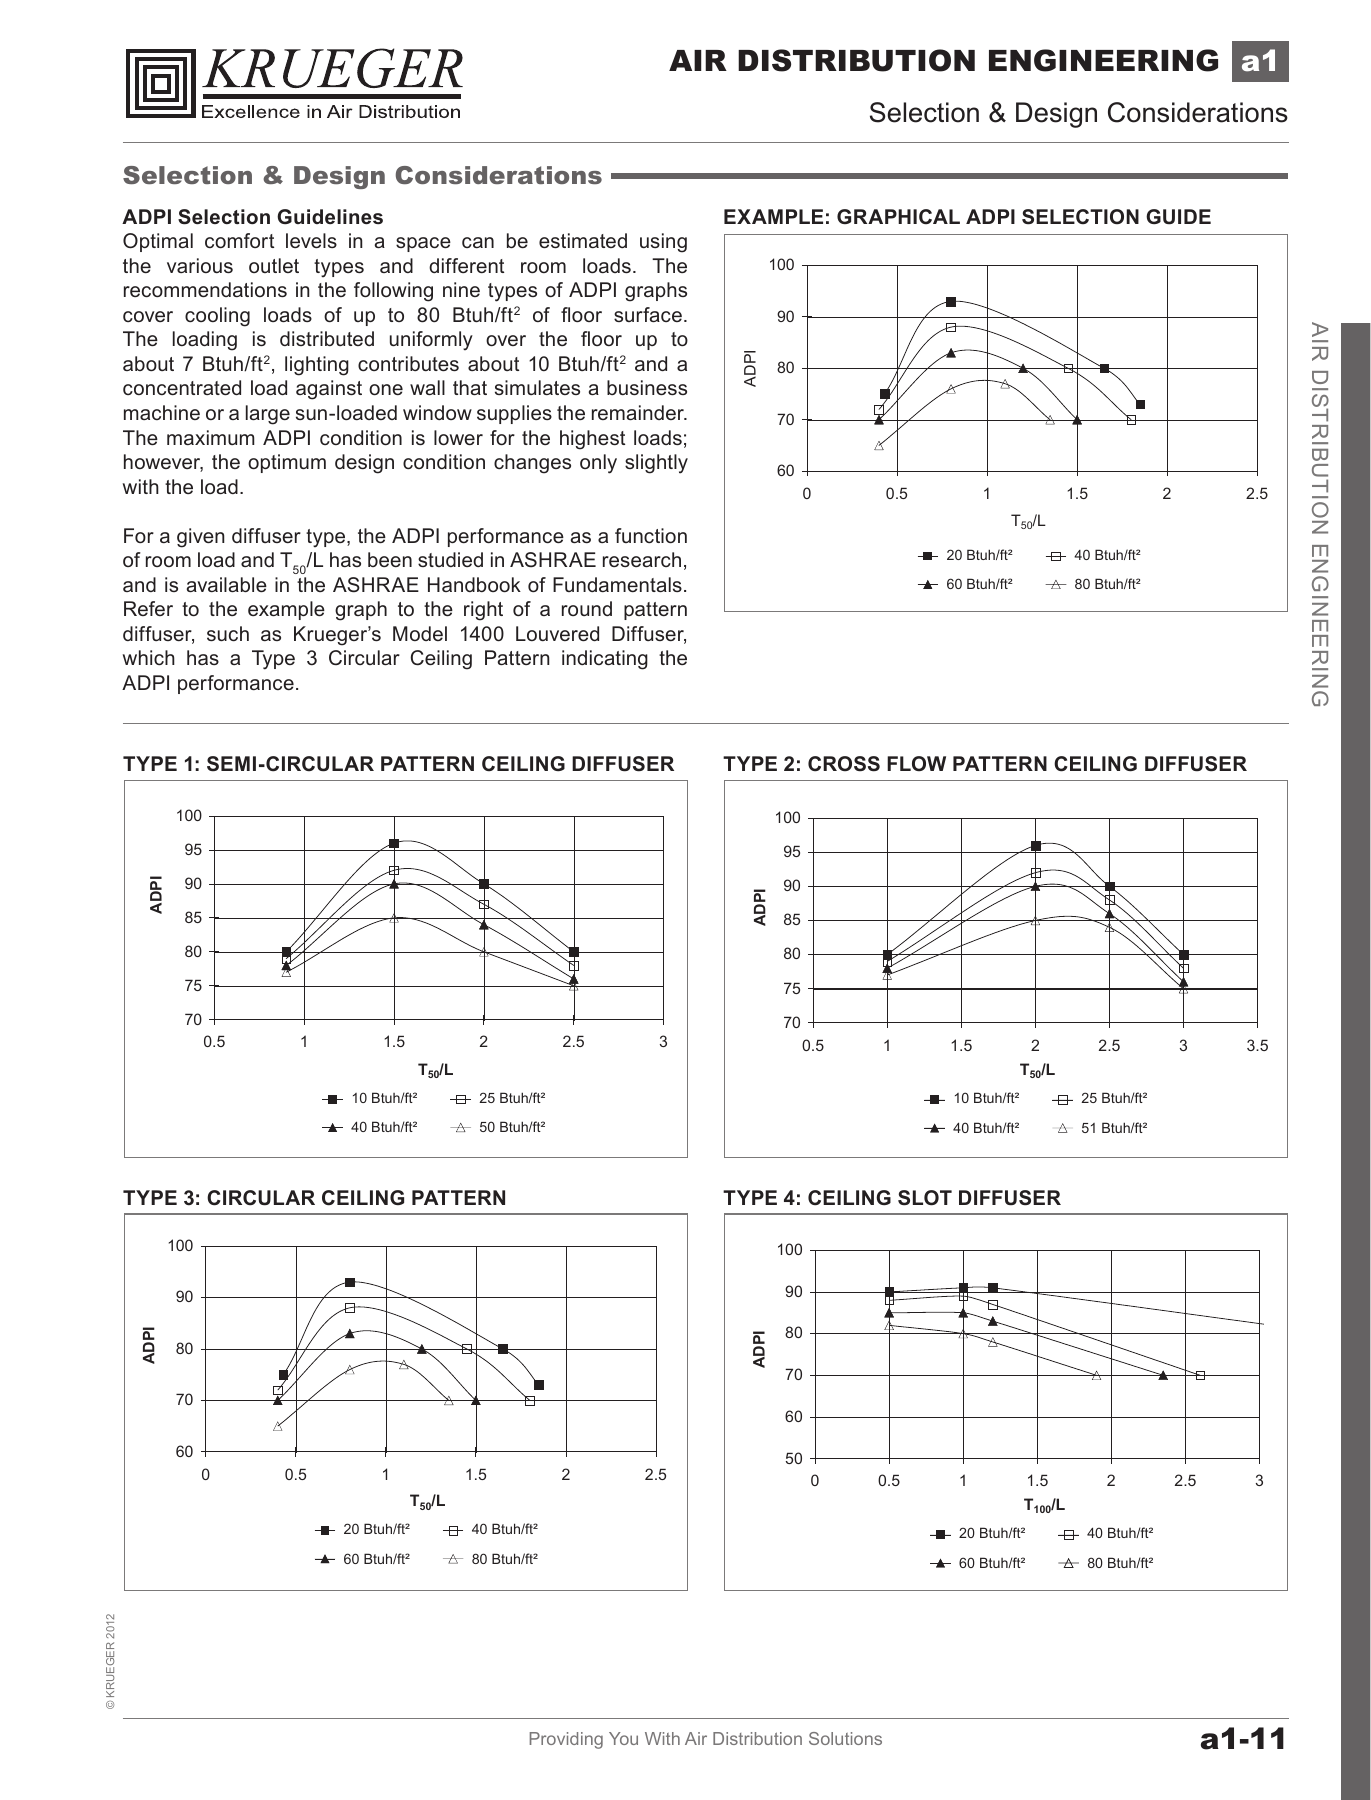 KRUEGER
Excellence in Air Distribution
AIR DISTRIBUTION ENGINEERING a1
Selection & Design Considerations
Selection & Design Considerations
ADPI Selection Guidelines
Optimal comfort levels in a space can be estimated using
the various outlet types and different room loads. The
recommendations in the following nine types of ADPI graphs
cover cooling loads of up to 80 Btuh/ft² of floor surface.
The loading is distributed uniformly over the floor up to
about 7 Btuh/ft², lighting contributes about 10 Btuh/ft² and a
concentrated load against one wall that simulates a business
machine or a large sun-loaded window supplies the remainder.
The maximum ADPI condition is lower for the highest loads;
however, the optimum design condition changes only slightly
with the load.
For a given diffuser type, the ADPI performance as a function
of room load and T50/L has been studied in ASHRAE research,
and is available in the ASHRAE Handbook of Fundamentals.
Refer to the example graph to the right of a round pattern
diffuser, such as Krueger's Model 1400 Louvered Diffuser,
which has a Type 3 Circular Ceiling Pattern indicating the
ADPI performance.
EXAMPLE: GRAPHICAL ADPI SELECTION GUIDE
100
90
80
70
60
ADPI
0 0.5 1 1.5 2 2.5
T50/L
20 Btuh/ft² 40 Btuh/ft²
60 Btuh/ft² 80 Btuh/ft²
AIR DISTRIBUTION ENGINEERING
TYPE 1: SEMI-CIRCULAR PATTERN CEILING DIFFUSER
100
95
90
85
80
75
70
ADPI
0.5 1 1.5 2 2.5 3
T50/L
10 Btuh/ft² 25 Btuh/ft²
40 Btuh/ft² 50 Btuh/ft²
TYPE 2: CROSS FLOW PATTERN CEILING DIFFUSER
100
95
90
85
80
75
70
ADPI
0.5 1 1.5 2 2.5 3 3.5
T50/L
10 Btuh/ft² 25 Btuh/ft²
40 Btuh/ft² 51 Btuh/ft²
TYPE 3: CIRCULAR CEILING PATTERN
100
90
80
70
60
ADPI
0 0.5 1 1.5 2 2.5
T50/L
20 Btuh/ft² 40 Btuh/ft²
60 Btuh/ft² 80 Btuh/ft²
TYPE 4: CEILING SLOT DIFFUSER
100
90
80
70
60
50
ADPI
0 0.5 1 1.5 2 2.5 3
T100/L
20 Btuh/ft² 40 Btuh/ft²
60 Btuh/ft² 80 Btuh/ft²
© KRUEGER 2012
Providing You With Air Distribution Solutions
a1-11